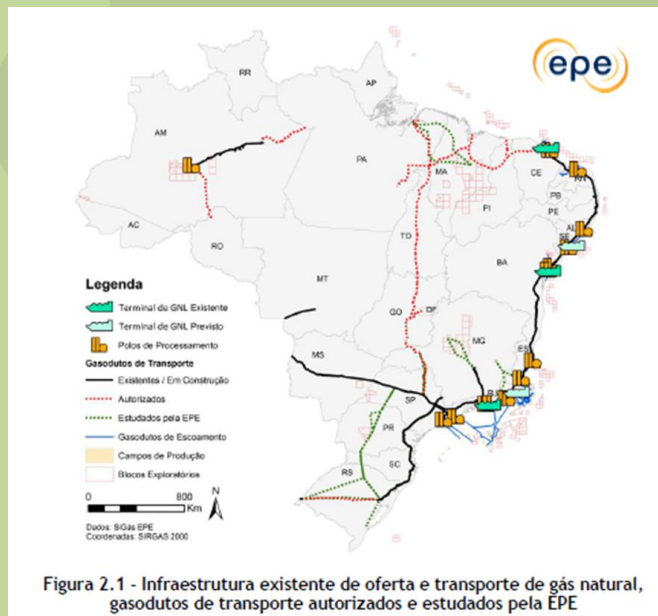 epe
RR
AP
AM
PA
MA
CE
RN
PB
PE
PI
AL
SE
AC
RO
TO
BA
MT
GO
DF
MG
ES
MS
SP
RJ
PR
SC
RS
Legenda
Terminal de GNL Existente
Terminal de GNL Previsto
Polos de Processamento
Gasodutos de Transporte
Existentes / Em Construção
Autorizados
Estudados pela EPE
Gasodutos de Escoamento
Campos de Produção
Blocos Exploratórios
0 800
Km
N
Dados: SIGás EPE
Coordenadas: SIRGAS 2000
Figura 2.1 - Infraestrutura existente de oferta e transporte de gás natural,
gasodutos de transporte autorizados e estudados pela EPE